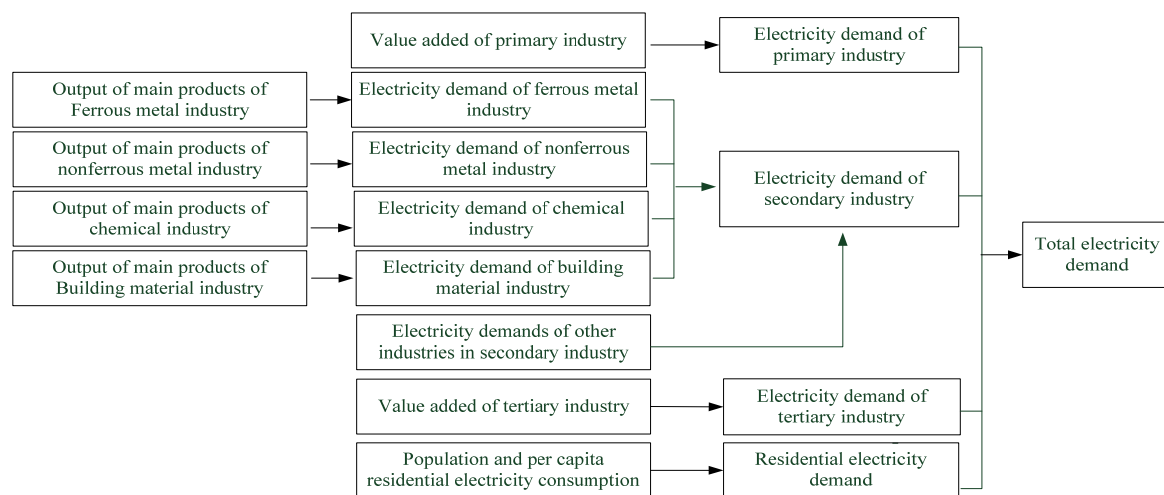 Value added of primary industry
Electricity demand of
primary industry
Output of main products of
Ferrous metal industry
Electricity demand of ferrous metal
industry
Output of main products of
nonferrous metal industry
Electricity demand of nonferrous
metal industry
Output of main products of
chemical industry
Electricity demand of chemical
industry
Output of main products of
Building material industry
Electricity demand of building
material industry
Electricity demand of
secondary industry
Electricity demands of other
industries in secondary industry
Value added of tertiary industry
Electricity demand of
tertiary industry
Population and per capita
residential electricity consumption
Residential electricity
demand
Total electricity
demand